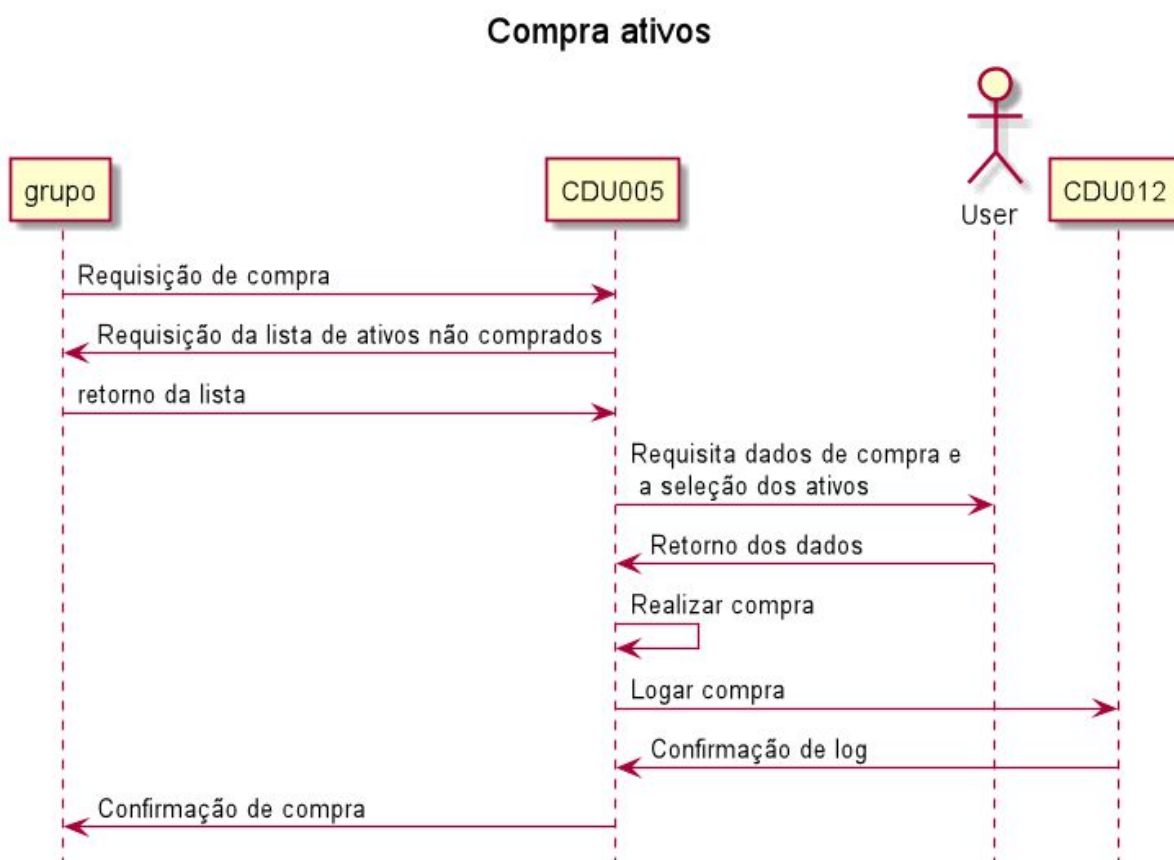 Compra ativos
grupo
CDU005
User
CDU012
Requisição de compra
Requisição da lista de ativos não comprados
retorno da lista
Requisita dados de compra e
a seleção dos ativos
Retorno dos dados
Realizar compra
Logar compra
Confirmação de log
Confirmação de compra